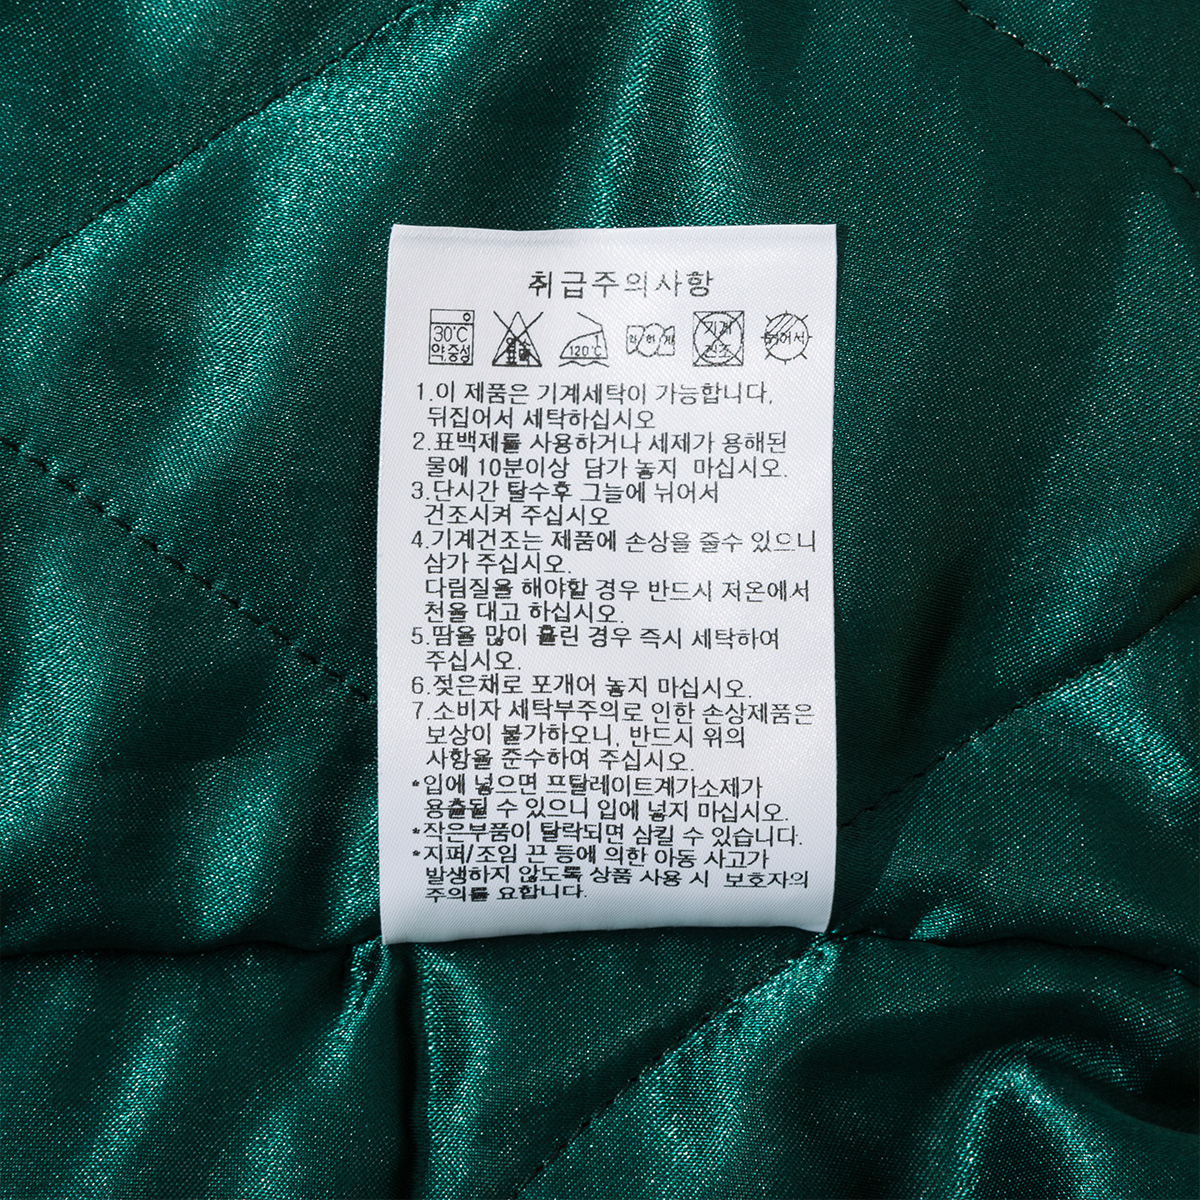 취급주의사항
30℃
약.중성
염소
표백
120℃
약하게
기계
건조
뉘어서
1.이 제품은 기계세탁이 가능합니다,
뒤집어서 세탁하십시오
2.표백제를 사용하거나 세제가 용해된
물에 10분이상 담가 놓지 마십시오.
3.단시간 탈수후 그늘에 뉘어서
건조시켜 주십시오
4.기계건조는 제품에 손상을 줄수 있으니
삼가 주십시오.
다림질을 해야할 경우 반드시 저온에서
천을 대고 하십시오.
5.땀을 많이 흘린 경우 즉시 세탁하여
주십시오.
6.젖은채로 포개어 놓지 마십시오.
7.소비자 세탁부주의로 인한 손상제품은
보상이 불가하오니, 반드시 위의
사항을 준수하여 주십시오.
*입에 넣으면 프탈레이트계가소제가
용출될 수 있으니 입에 넣지 마십시오.
*작은부품이 탈락되면 삼킬 수 있습니다.
*지퍼/조임 끈 등에 의한 아동 사고가
발생하지 않도록 상품 사용 시 보호자의
주의를 요합니다.